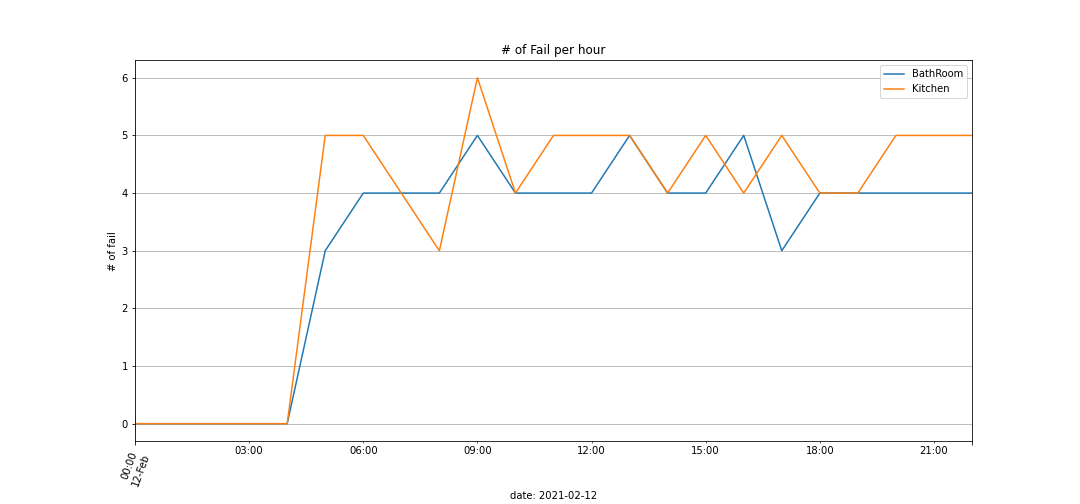 # of Fail per hour
BathRoom
Kitchen
6
5
4
3
2
1
0
# of fail
00:00
12-Feb
03:00
06:00
09:00
12:00
15:00
18:00
21:00
date: 2021-02-12